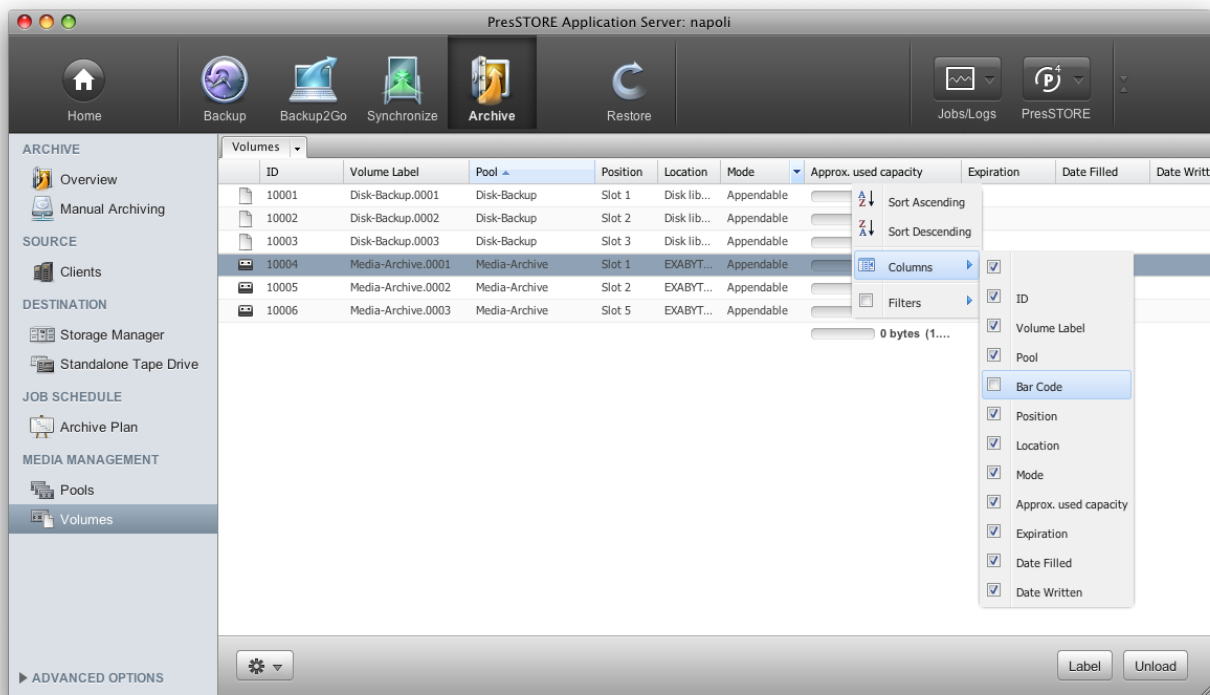 PresSTORE Application Server: napoli
Home
Backup
Backup2Go
Synchronize
Archive
Restore
Jobs/Logs
PresSTORE
ARCHIVE
Overview
Manual Archiving
SOURCE
Clients
DESTINATION
Storage Manager
Standalone Tape Drive
JOB SCHEDULE
Archive Plan
MEDIA MANAGEMENT
Pools
Volumes
ADVANCED OPTIONS
Volumes
ID Volume Label Pool Position Location Mode Approx. used capacity Expiration Date Filled Date Writt
10001 Disk-Backup.0001 Disk-Backup Slot 1 Disk lib... Appendable
10002 Disk-Backup.0002 Disk-Backup Slot 2 Disk lib... Appendable
10003 Disk-Backup.0003 Disk-Backup Slot 3 Disk lib... Appendable
10004 Media-Archive.0001 Media-Archive Slot 1 EXABYT... Appendable
10005 Media-Archive.0002 Media-Archive Slot 2 EXABYT... Appendable
10006 Media-Archive.0003 Media-Archive Slot 5 EXABYT... Appendable
0 bytes (1....
Sort Ascending
Sort Descending
Columns
Filters
ID
Volume Label
Pool
Bar Code
Position
Location
Mode
Approx. used capacity
Expiration
Date Filled
Date Written
Label
Unload